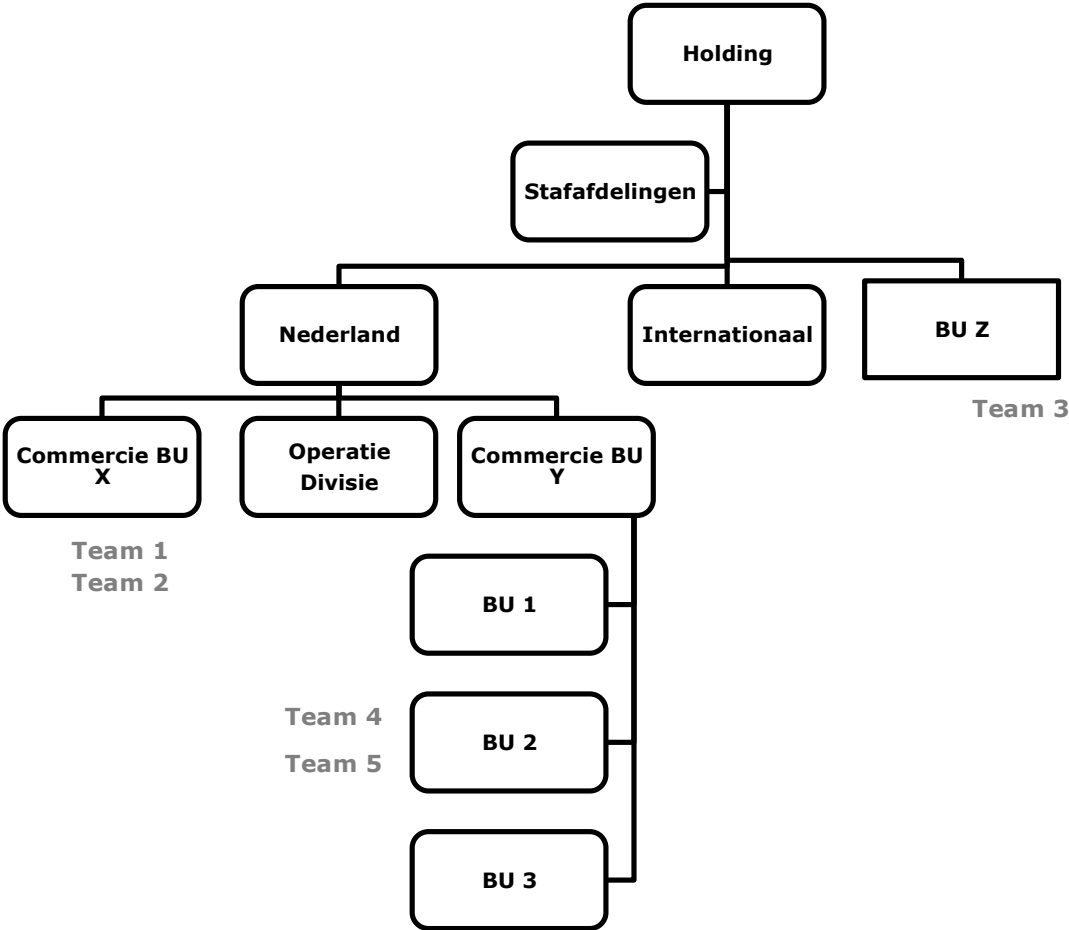 Holding
Stafafdelingen
Nederland
Internationaal
BU Z
Team 3
Commercie BU
X
Operatie
Divisie
Commercie BU
Y
Team 1
Team 2
BU 1
Team 4
Team 5
BU 2
BU 3